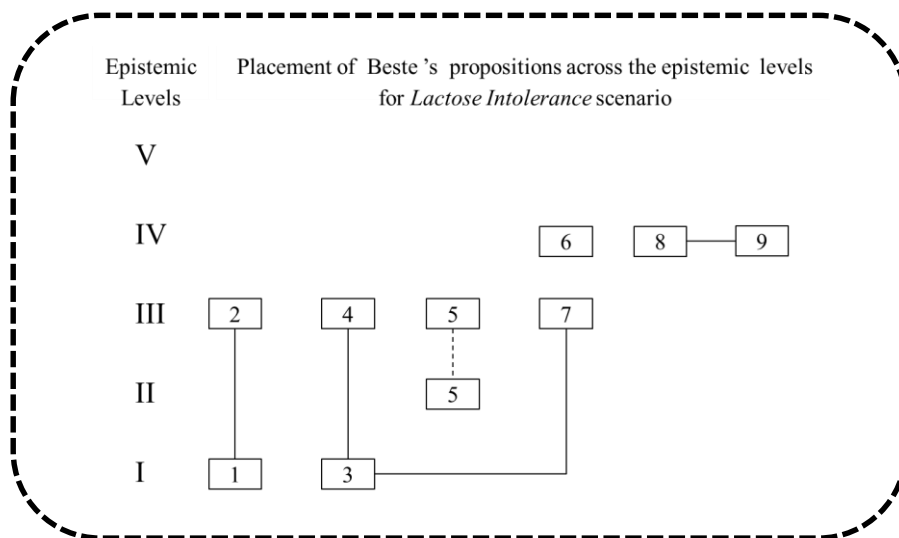 Epistemic Levels
Placement of Beste 's propositions across the epistemic levels
for Lactose Intolerance scenario
V
IV
6 8 9
III
2 4 5 7
II
5
I
1 3